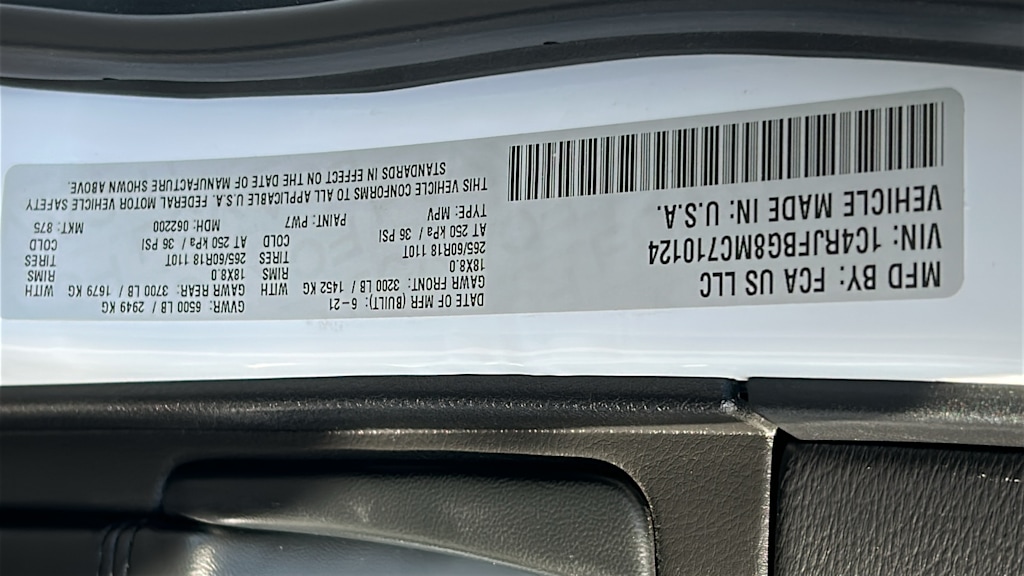 MFD BY: FCA US LLC
VIN: 1C4RJFBG8MC710124
VEHICLE MADE IN: U.S.A.
DATE OF MFR (BUILT): 6-21 GVWR: 6500 LB / 2949 KG
GAWR FRONT: 3200 LB / 1452 KG WITH GAWR REAR: 3700 LB / 1679 KG WITH
18X8.0 RIMS 18X8.0 RIMS
265/60R18 110T TIRES 265/60R18 110T TIRES
AT 250 kPa / 36 PSI COLD AT 250 kPa / 36 PSI COLD
TYPE: MPV PAINT: PW7 MDH: 062200 MKT: 875
THIS VEHICLE CONFORMS TO ALL APPLICABLE U.S.A. FEDERAL MOTOR VEHICLE SAFETY
STANDARDS IN EFFECT ON THE DATE OF MANUFACTURE SHOWN ABOVE.